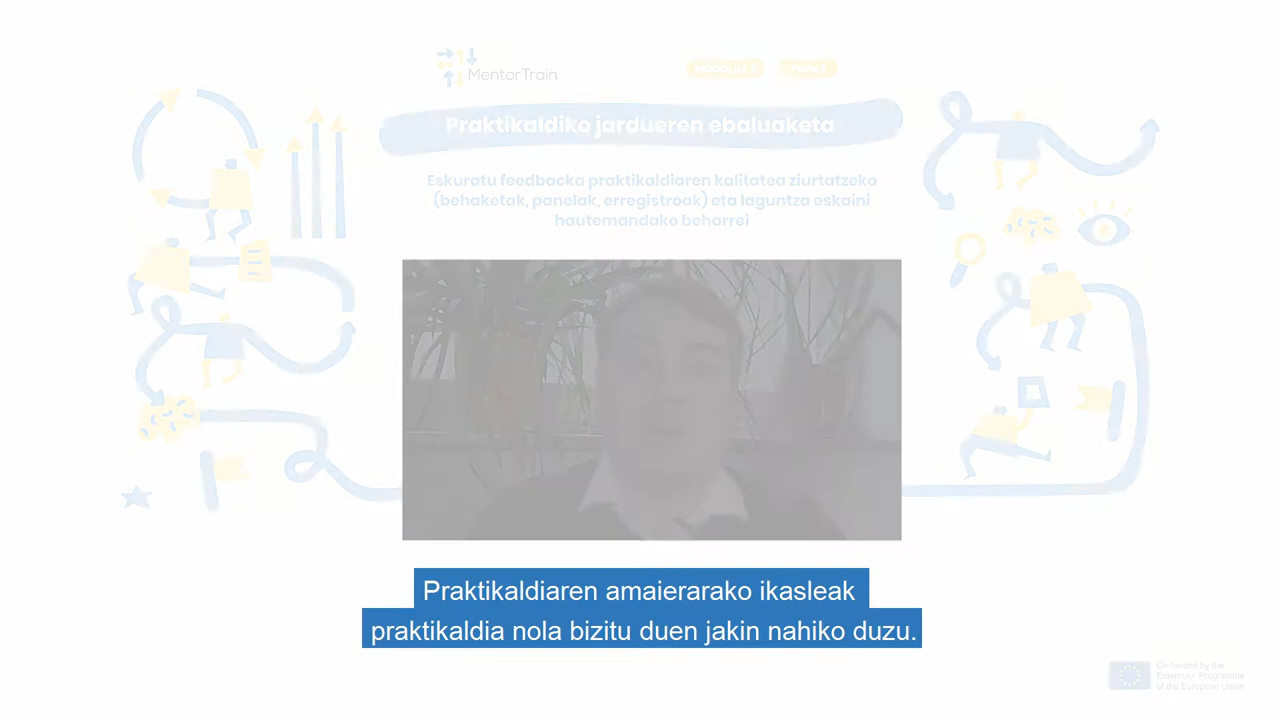 MentorTrain
Praktikaldiko jardueren ebaluaketa
Eskuratu feedbacka praktikaldiaren kalitatea ziurtatzeko
(behaketak, panelak, erregistroak) eta laguntza eskaini
hautemandako beharrei
Praktikaldiaren amaierarako ikasleak
praktikaldia nola bizitu duen jakin nahiko duzu.
Co-funded by the
Erasmus+ Programme
of the European Union